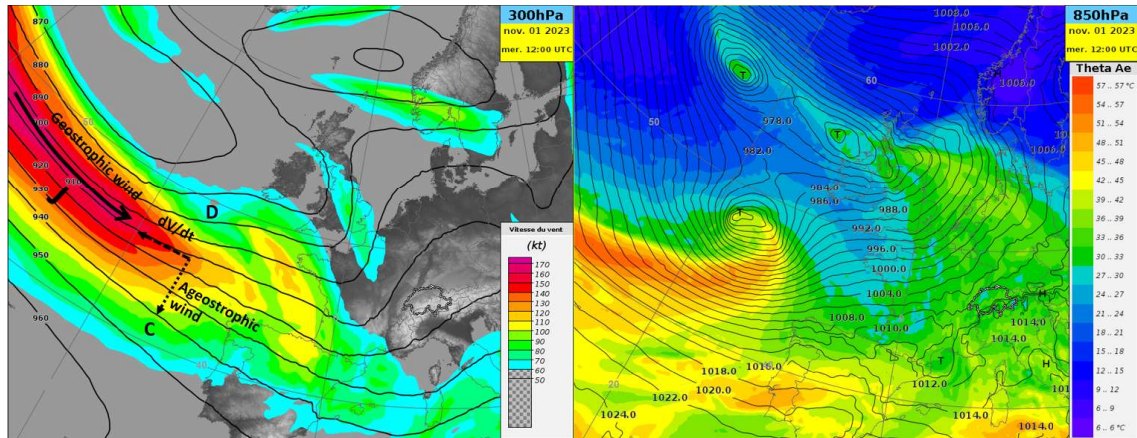 300hPa
nov. 01 2023
mer. 12:00 UTC
870
880
890
900
910
920
930
940
950
960
50
40
Geostrophic wind
J
dV/dt
D
Ageostrophic
wind
C
Vitesse du vent
(kt)
170
160
150
140
130
120
110
100
90
80
70
60
50
850hPa
nov. 01 2023
mer. 12:00 UTC
Theta Ae
57 .. 57 °C
54 .. 57
51 .. 54
48 .. 51
45 .. 48
42 .. 45
39 .. 42
36 .. 39
33 .. 36
30 .. 33
27 .. 30
24 .. 27
21 .. 24
18 .. 21
15 .. 18
12 .. 15
9 .. 12
6 .. 9
6 .. 6 °C
1008.0
1006.0
1002.0
H
1006.0
T
60
50
978.0
T
982.0
1006.0
984.0
986.0
T
988.0
992.0
996.0
1000.0
1004.0
1008.0
1010.0
H
1014.0
1014.0
T
H
1018.0
1016.0
1012.0
20
1020.0
1022.0
1024.0
1014.0
1014.0